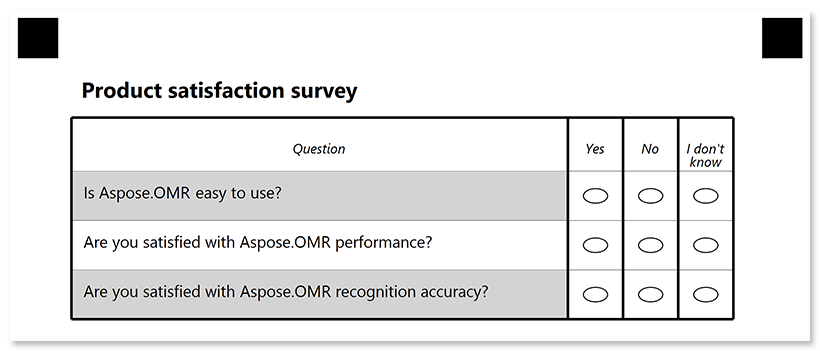 Product satisfaction survey
Question Yes No I don't
know
Is Aspose.OMR easy to use?
Are you satisfied with Aspose.OMR performance?
Are you satisfied with Aspose.OMR recognition accuracy?